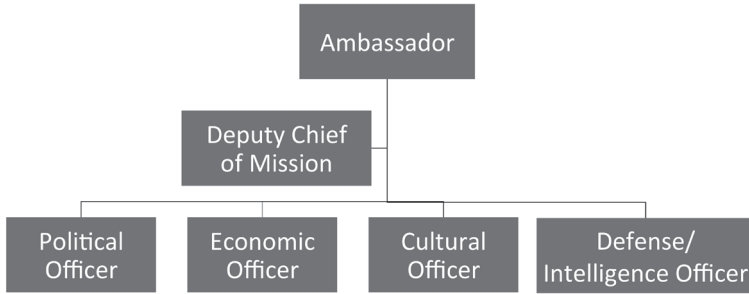 Ambassador
Deputy Chief
of Mission
Political
Officer
Economic
Officer
Cultural
Officer
Defense/
Intelligence Officer